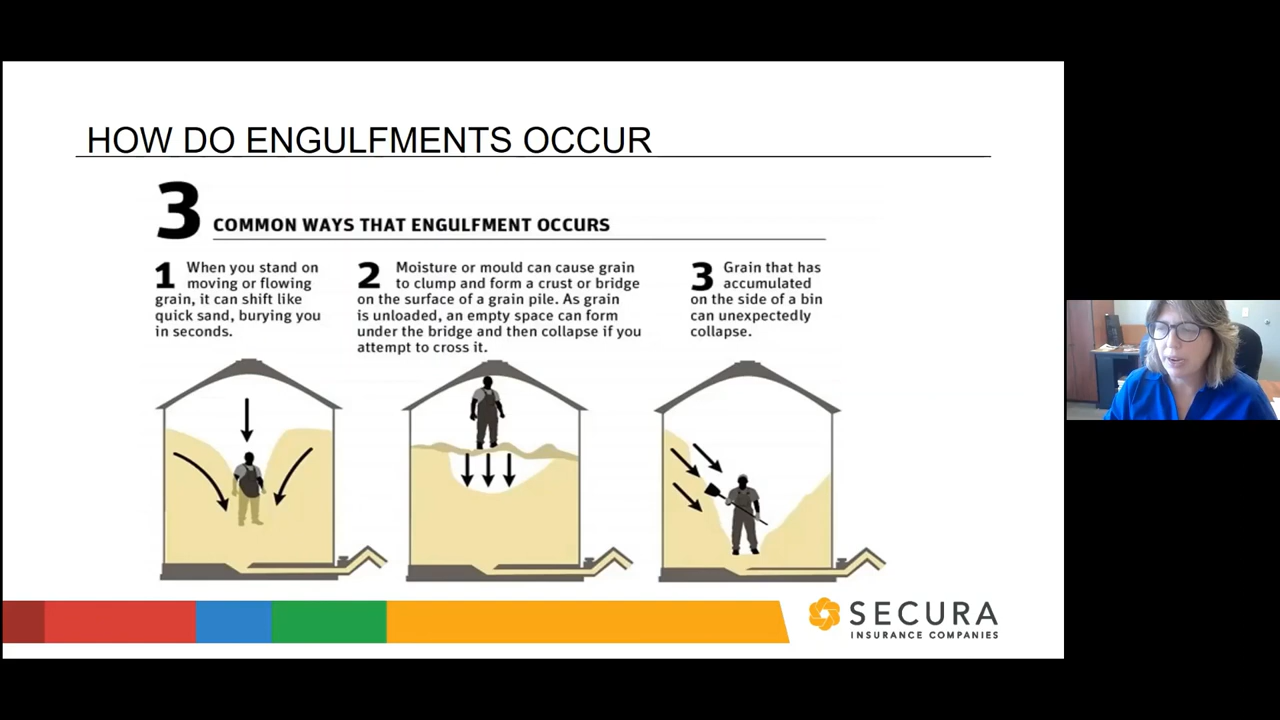 HOW DO ENGULFMENTS OCCUR
3 COMMON WAYS THAT ENGULFMENT OCCURS
1 When you stand on
moving or flowing
grain, it can shift like
quick sand, burying you
in seconds.
2 Moisture or mould can cause grain
to clump and form a crust or bridge
on the surface of a grain pile. As grain
is unloaded, an empty space can form
under the bridge and then collapse if you
attempt to cross it.
3 Grain that has
accumulated
on the side of a bin
can unexpectedly
collapse.
SECURA
INSURANCE COMPANIES